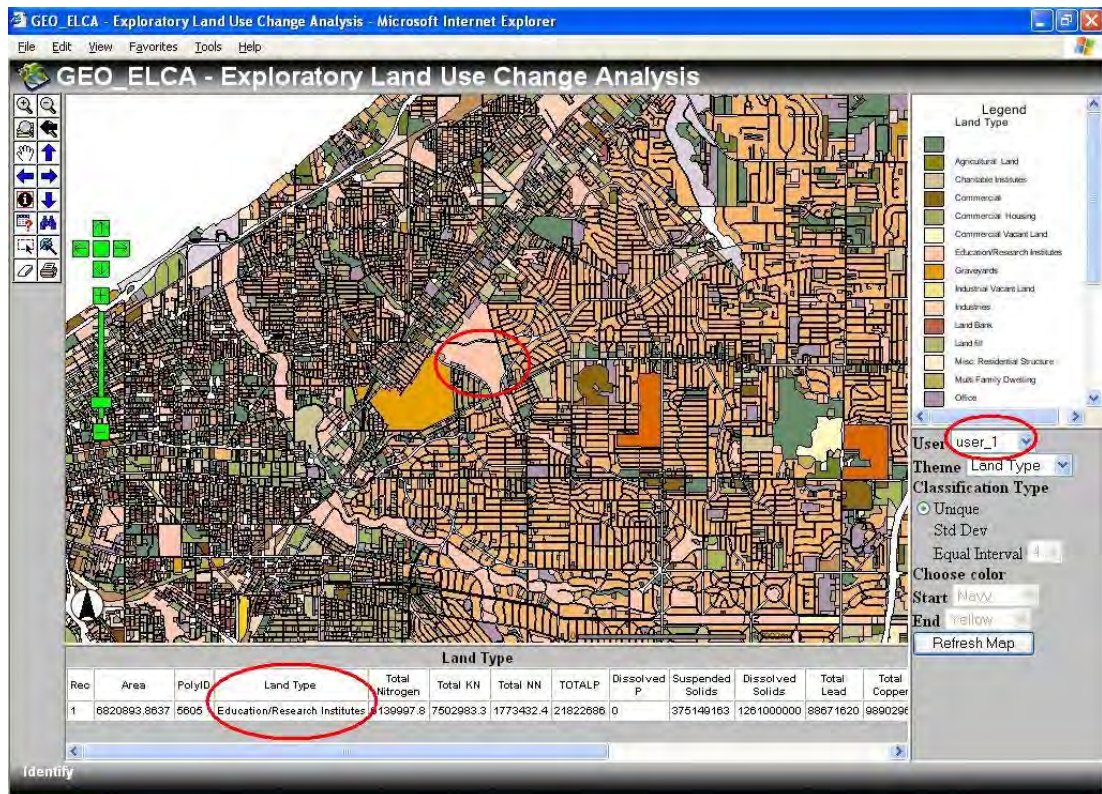 GEO_ELCA - Exploratory Land Use Change Analysis - Microsoft Internet Explorer
File Edit View Favorites Tools Help
GEO_ELCA - Exploratory Land Use Change Analysis
Legend
Land Type
Agricultural Land
Charitable Institutes
Commercial
Commercial Housing
Commercial Vacant Land
Education/Research Institutes
Graveyards
Industrial Vacant Land
Industries
Land Bank
Land fill
Misc. Residential Structure
Multi Family Dwelling
Office
User user_1
Theme Land Type
Classification Type
Unique
Std Dev
Equal Interval 4
Choose color
Start Navy
End Yellow
Refresh Map
Land Type
Rec Area PolyID Land Type Total Nitrogen Total KN Total NN TOTALP Dissolved P Suspended Solids Dissolved Solids Total Lead Total Copper
1 6820893.8637 5605 Education/Research Institutes 139997.8 7502983.3 1773432.4 21822686 0 375149163 1261000000 88671620 9890296
Identify